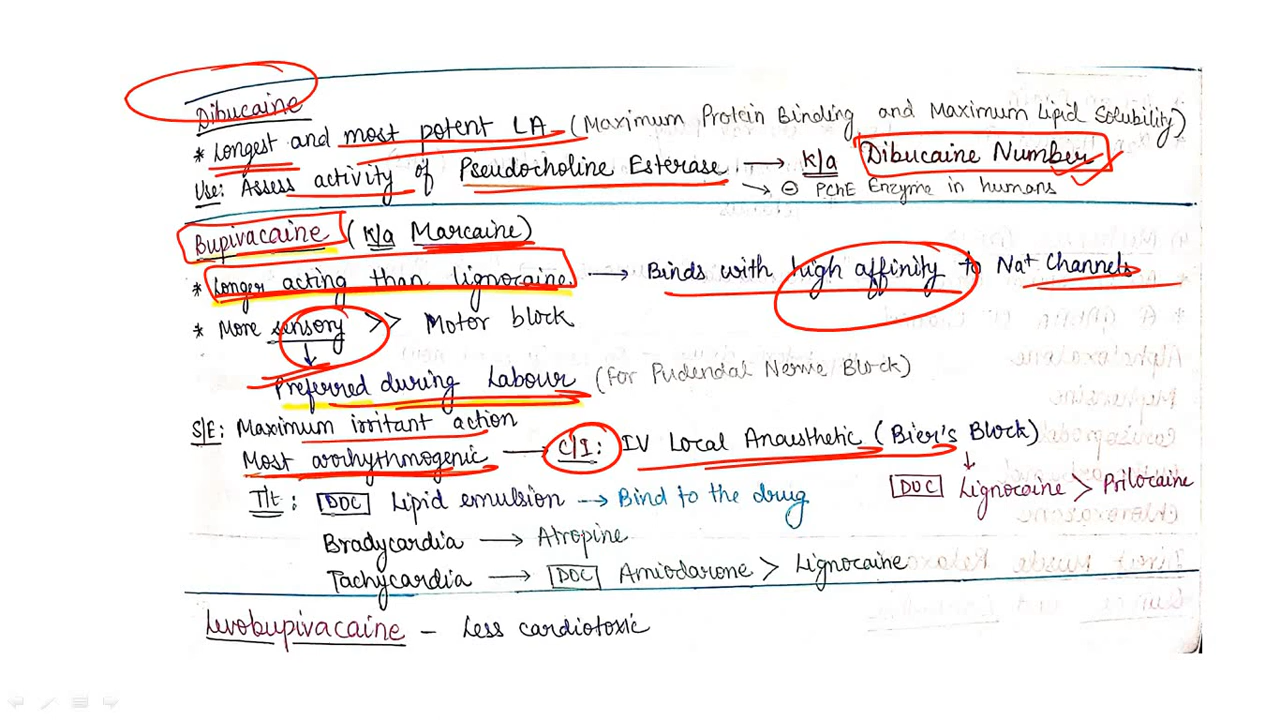 Dibucaine
* Longest and most potent LA (Maximum Protein Binding and Maximum Lipid Solubility)
Use: Assess activity of Pseudocholine Esterase → K/a Dibucaine Number
→ ⊖ PChE Enzyme in humans
Bupivacaine (K/a Marcaine)
* Longer acting than lignocaine → Binds with high affinity to Na+ Channels
* More sensory >> Motor block
↓
Preferred during Labour (For Pudendal Nerve Block)
S/E: Maximum irritant action
Most arrhythmogenic → C/I: IV Local Anaesthetic (Bier's Block)
↓
DOC Lignocaine > Prilocaine
T/t: DOC Lipid emulsion → Bind to the drug
Bradycardia → Atropine
Tachycardia → DOC Amiodarone > Lignocaine
Levobupivacaine - Less cardiotoxic